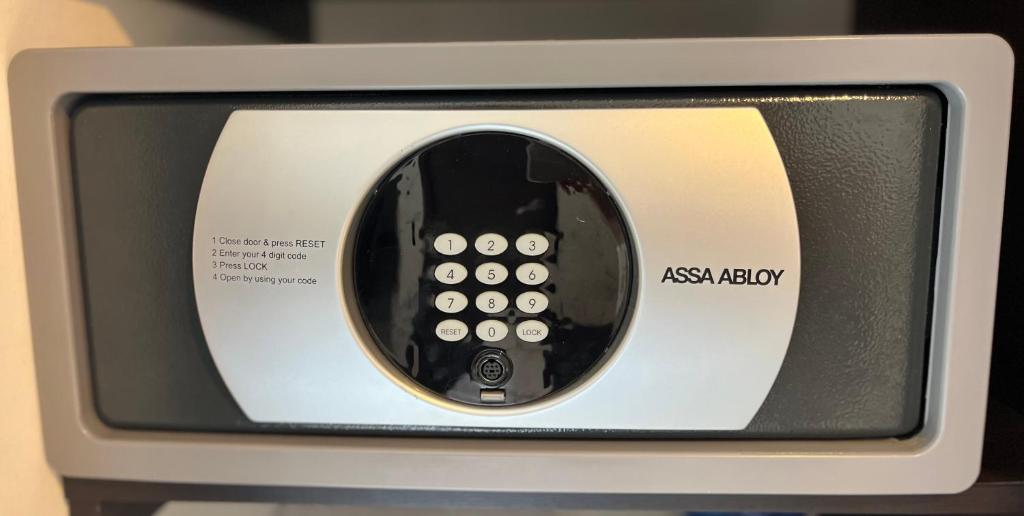 1 Close door & press RESET
2 Enter your 4 digit code
3 Press LOCK
4 Open by using your code
1 2 3
4 5 6
7 8 9
RESET 0 LOCK
ASSA ABLOY